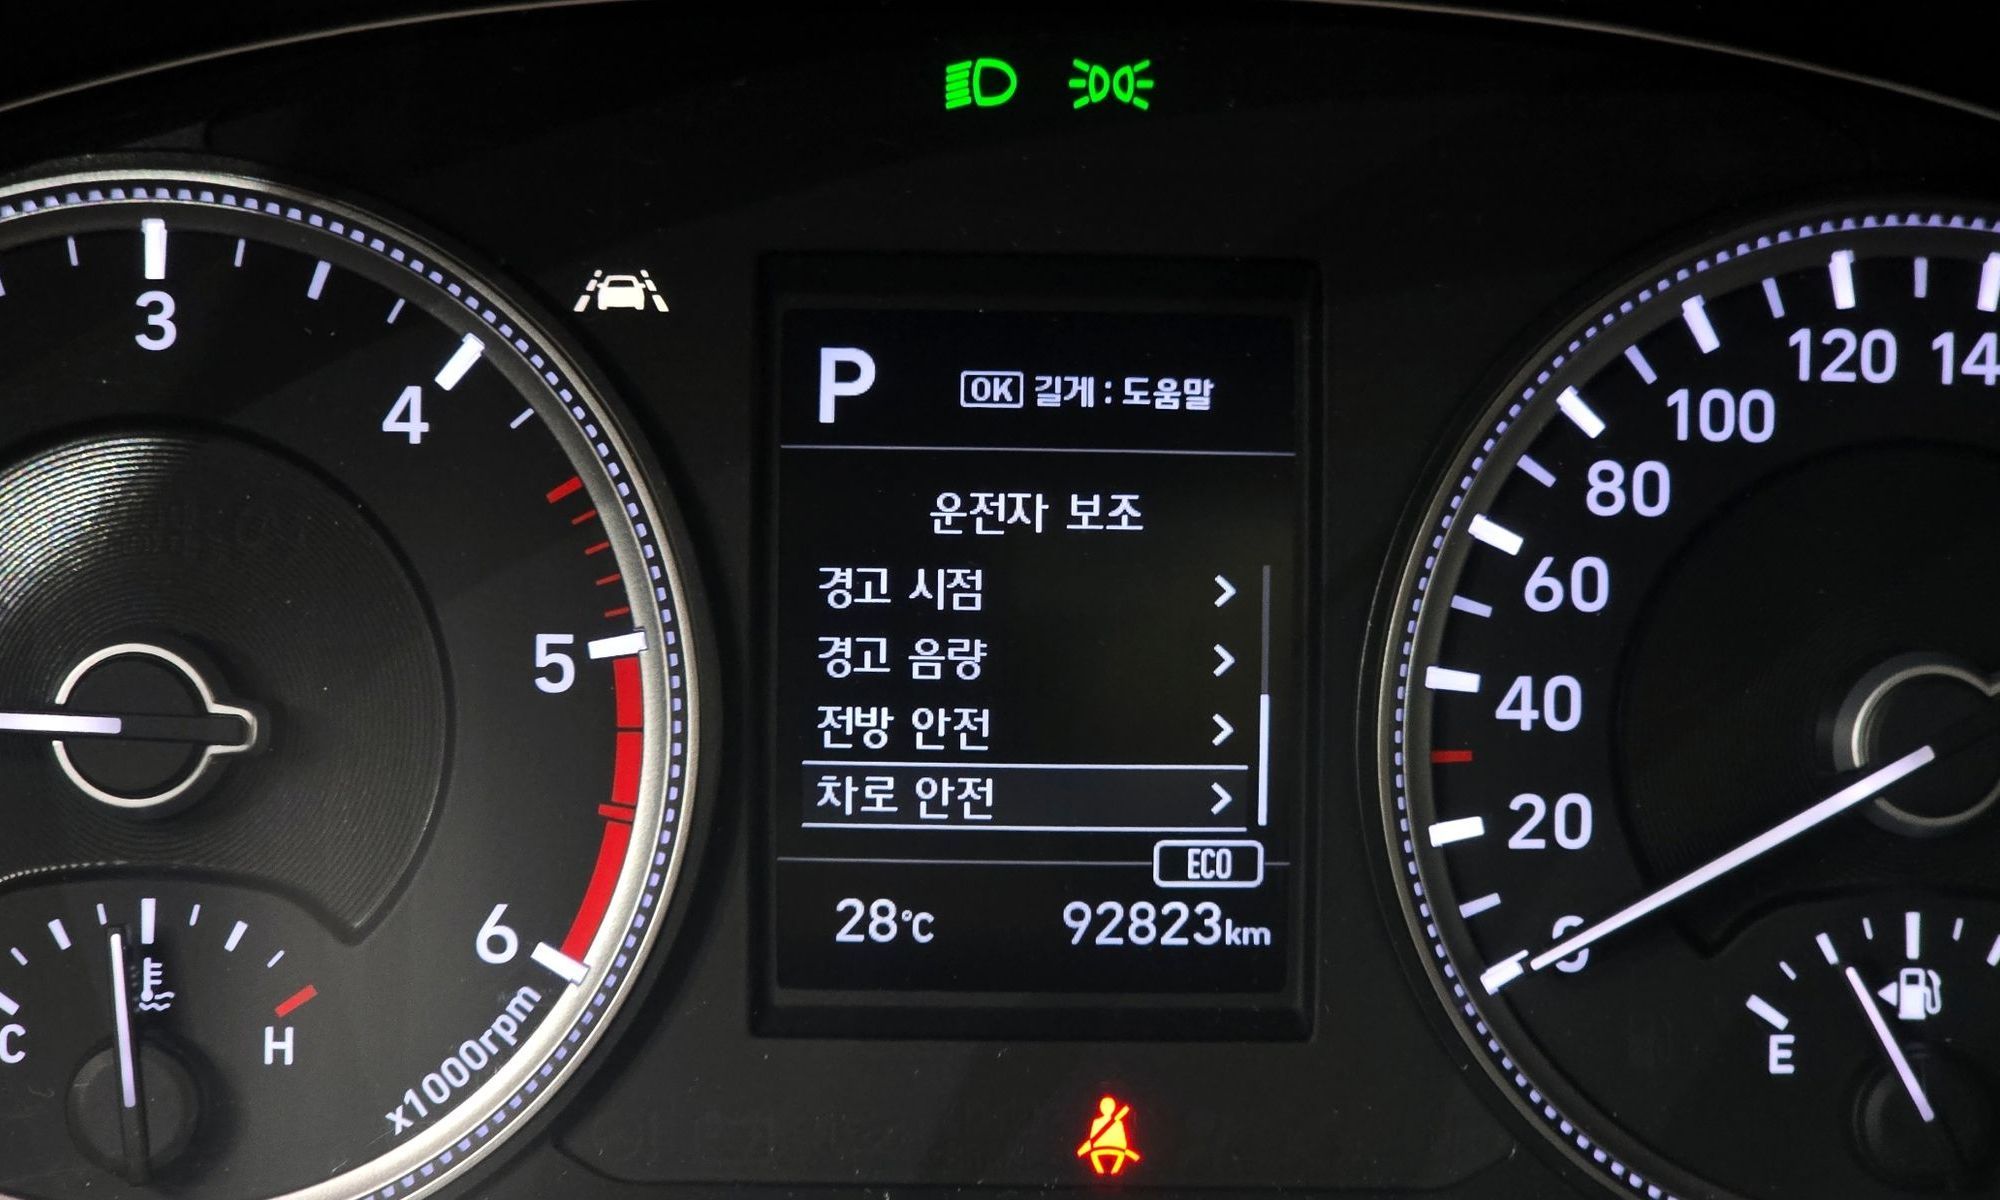 P
OK 길게 : 도움말
운전자 보조
경고 시점
경고 음량
전방 안전
차로 안전
ECO
28°C 92823km
3
4
5
6
x1000rpm
C H
0
20
40
60
80
100
120
E